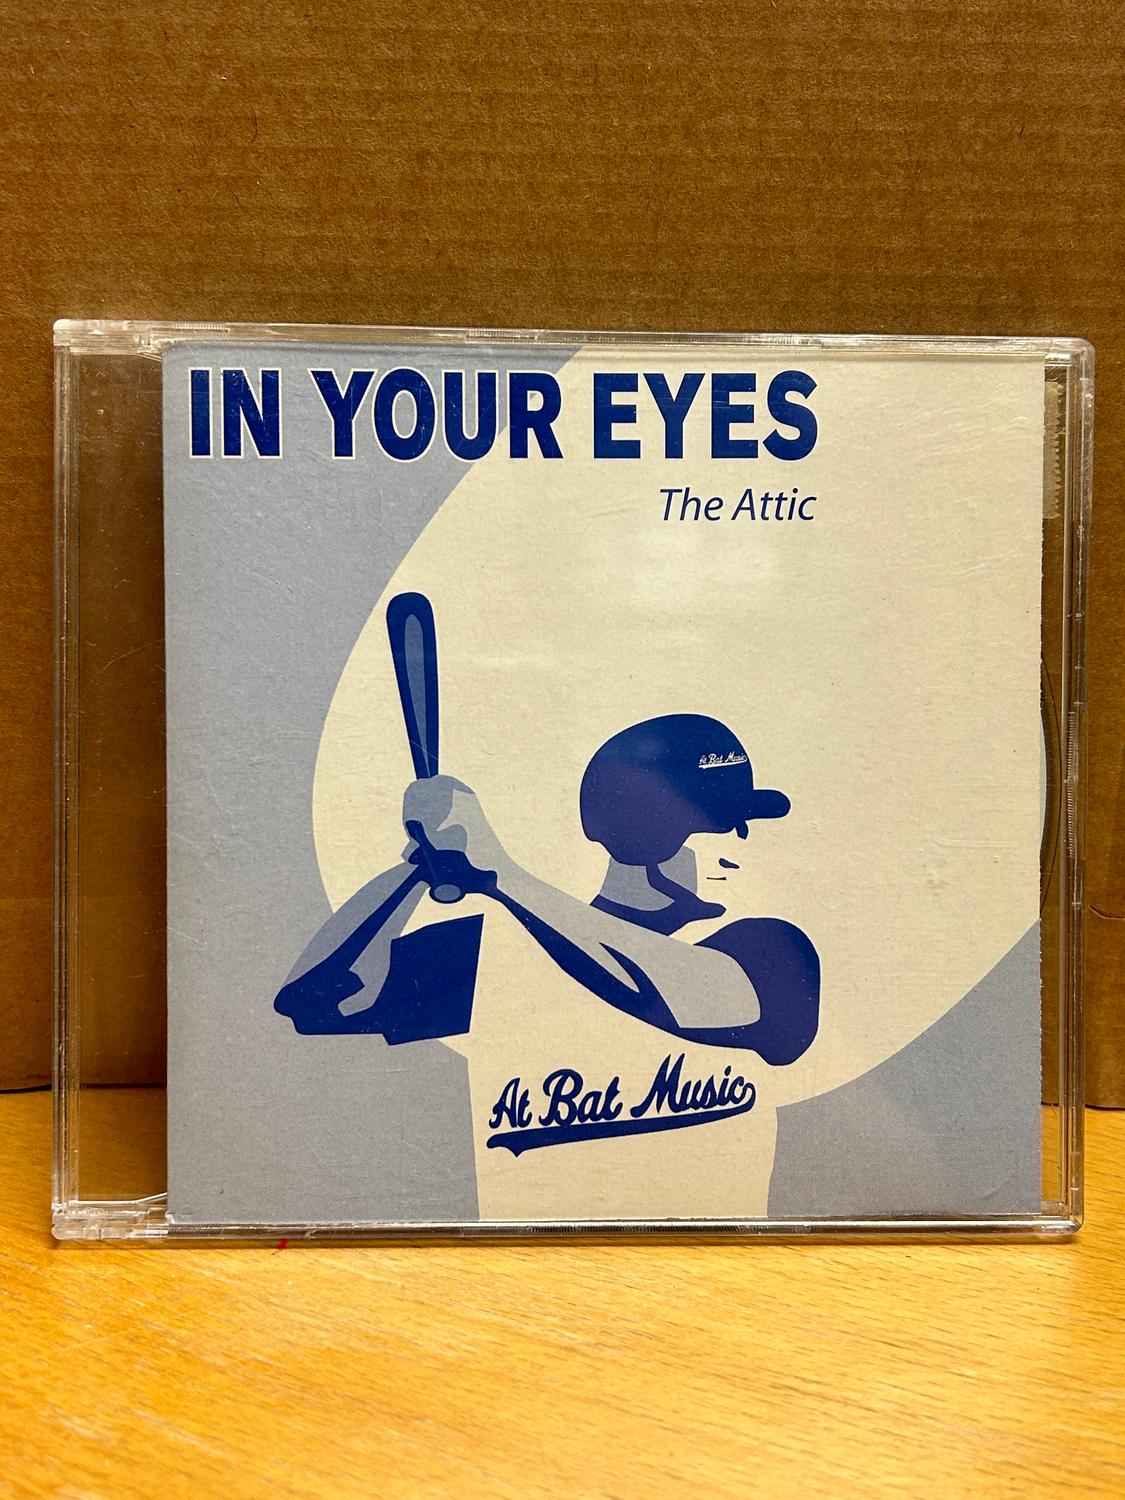 IN YOUR EYES
The Attic
At Bat Music
At Bat Music